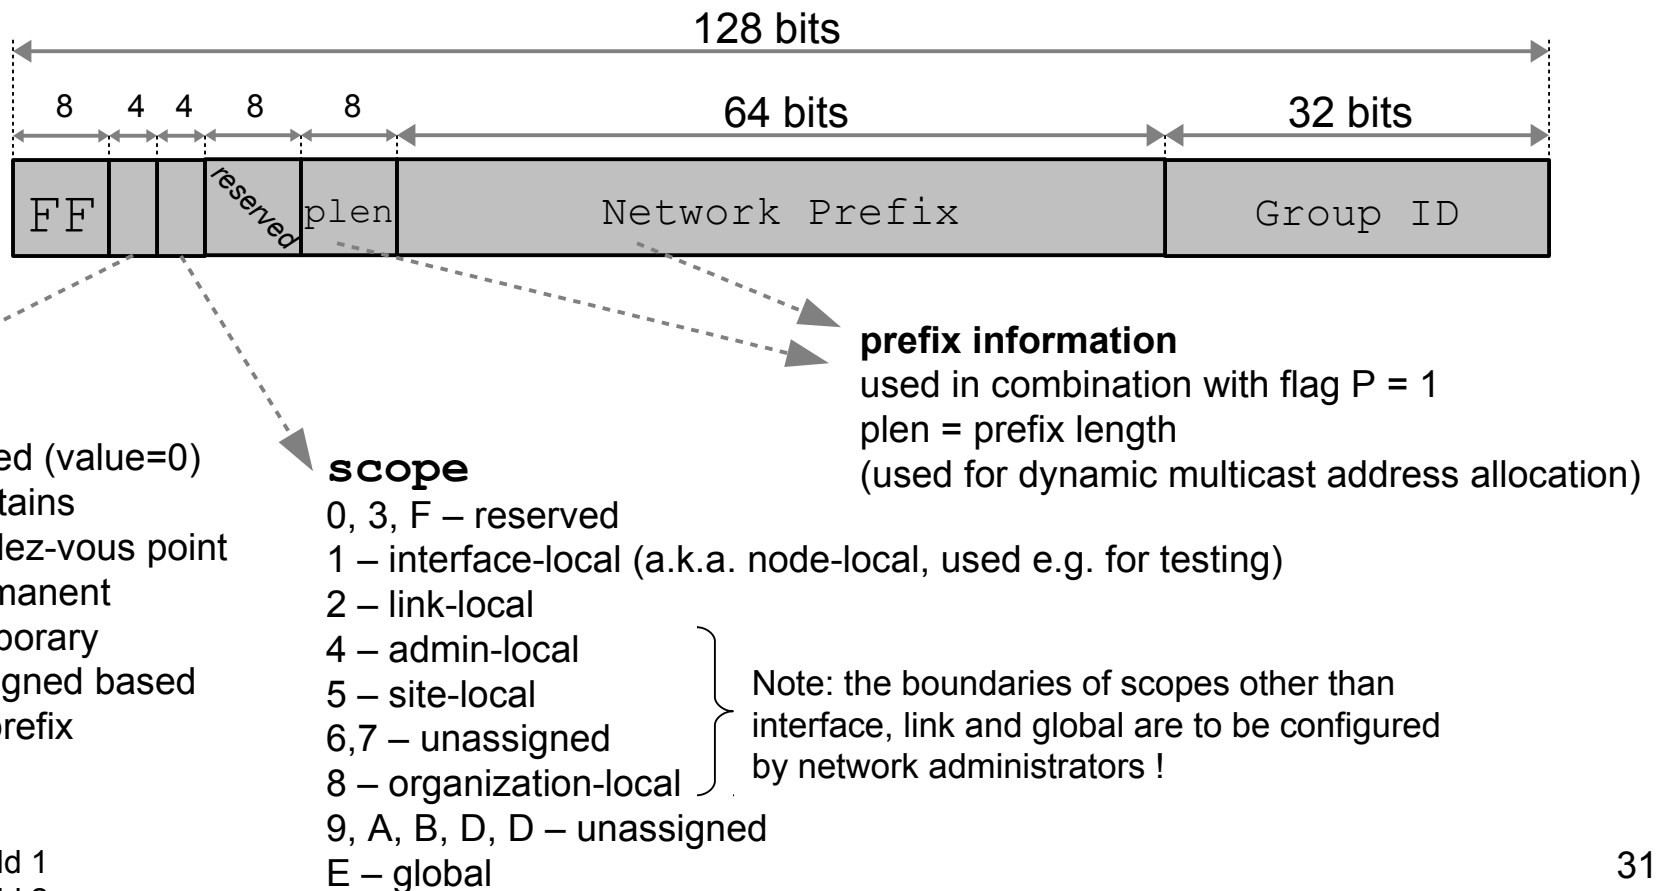 128 bits
8 4 4 8 8 64 bits 32 bits
FF reserved plen Network Prefix Group ID
prefix information
used in combination with flag P = 1
plen = prefix length
(used for dynamic multicast address allocation)
ed (value=0)
tains
lez-vous point
manent
porary
gned based
prefix
scope
0, 3, F – reserved
1 – interface-local (a.k.a. node-local, used e.g. for testing)
2 – link-local
4 – admin-local
5 – site-local
6,7 – unassigned
8 – organization-local
9, A, B, D, D – unassigned
E – global
Note: the boundaries of scopes other than
interface, link and global are to be configured
by network administrators !
ld 1
31